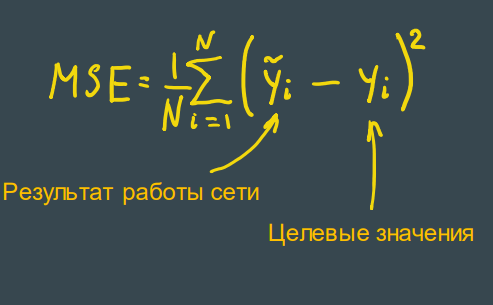 MSE = 1/N ∑_{i=1}^{N} (ỹ_i − y_i)²
Результат работы сети
Целевые значения